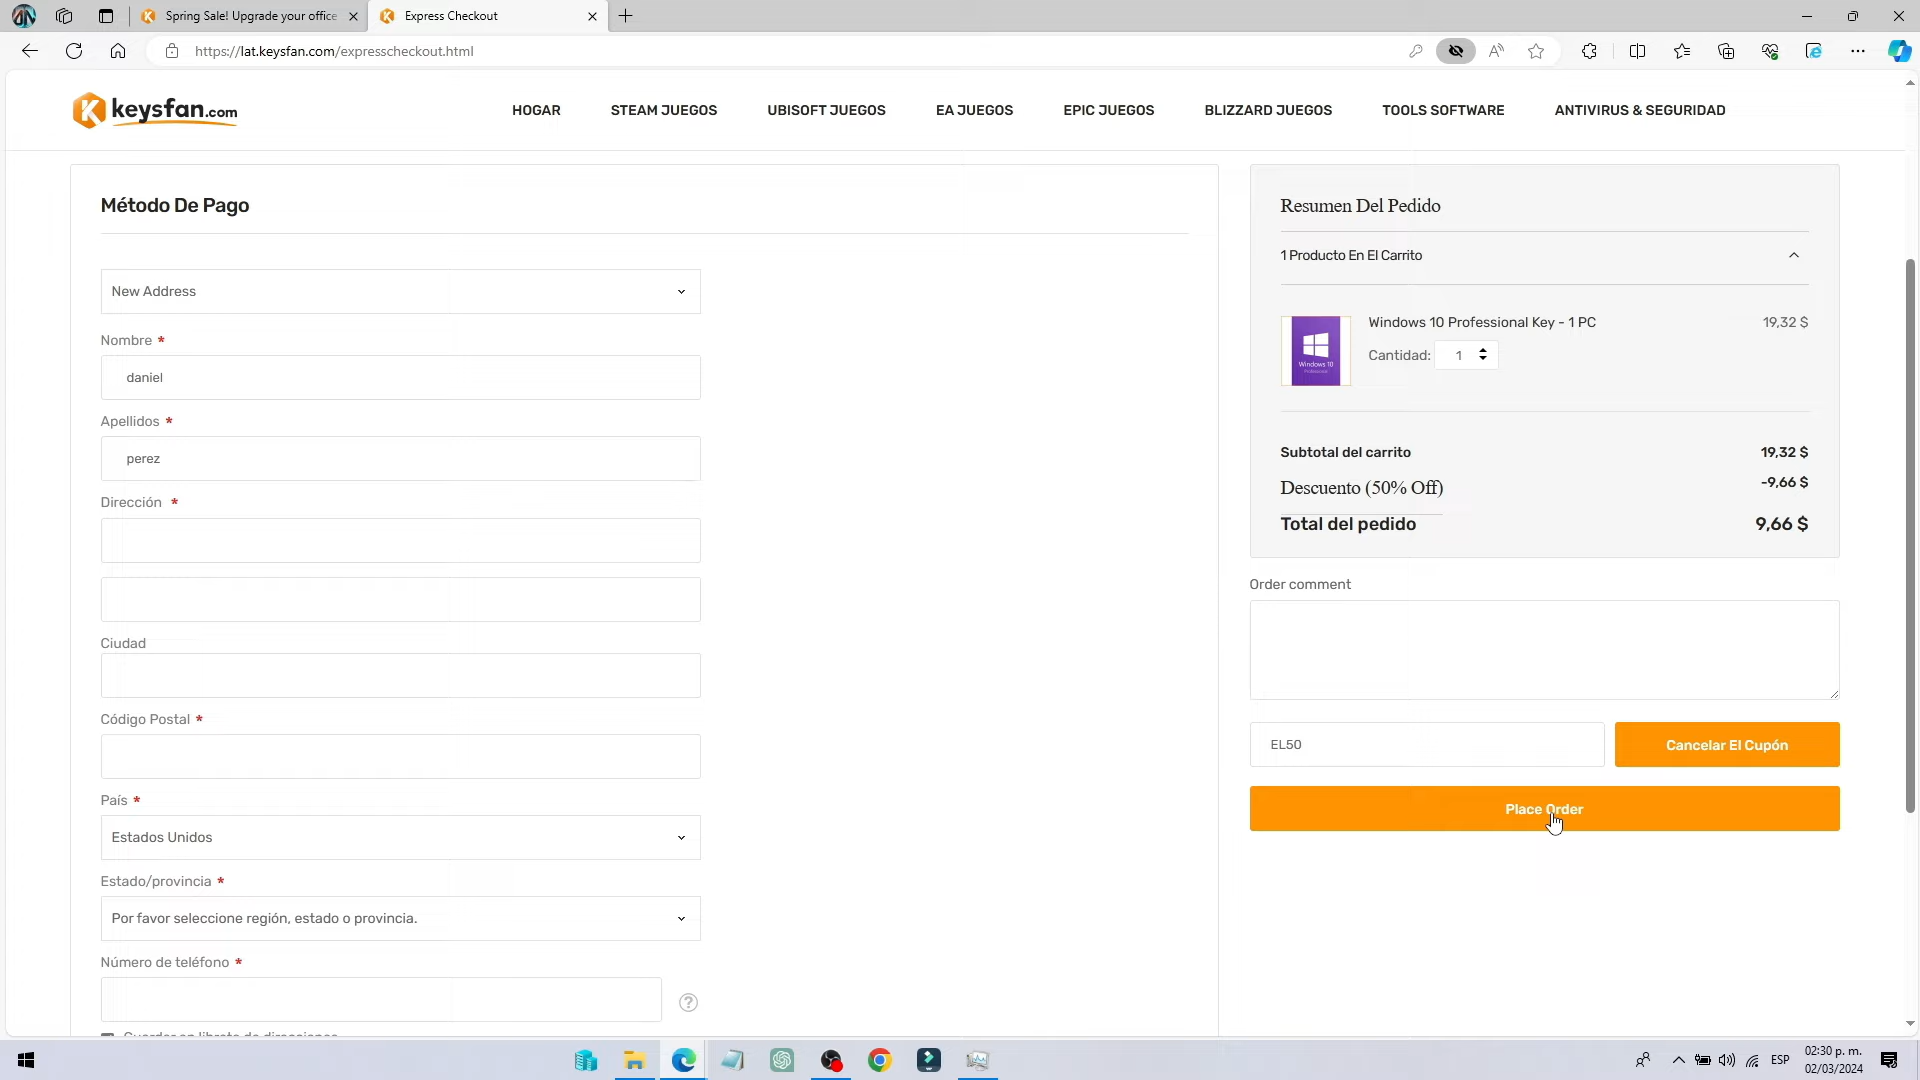 Spring Sale! Upgrade your office
Express Checkout
https://lat.keysfan.com/expresscheckout.html
keysfan.com
HOGAR
STEAM JUEGOS
UBISOFT JUEGOS
EA JUEGOS
EPIC JUEGOS
BLIZZARD JUEGOS
TOOLS SOFTWARE
ANTIVIRUS & SEGURIDAD
Método De Pago
New Address
Nombre *
daniel
Apellidos *
perez
Dirección *
Ciudad
Código Postal *
País *
Estados Unidos
Estado/provincia *
Por favor seleccione región, estado o provincia.
Número de teléfono *
?
Resumen Del Pedido
1 Producto En El Carrito
Windows 10 Professional Key - 1 PC 19,32 $
Cantidad: 1
Windows 10
Subtotal del carrito 19,32 $
Descuento (50% Off) -9,66 $
Total del pedido 9,66 $
Order comment
EL50
Cancelar El Cupón
Place Order
ESP
02:30 p. m.
02/03/2024